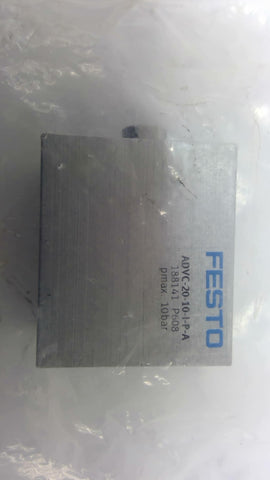 FESTO
ADVC-20-10-I-P-A
188141 P608
pmax. 10bar